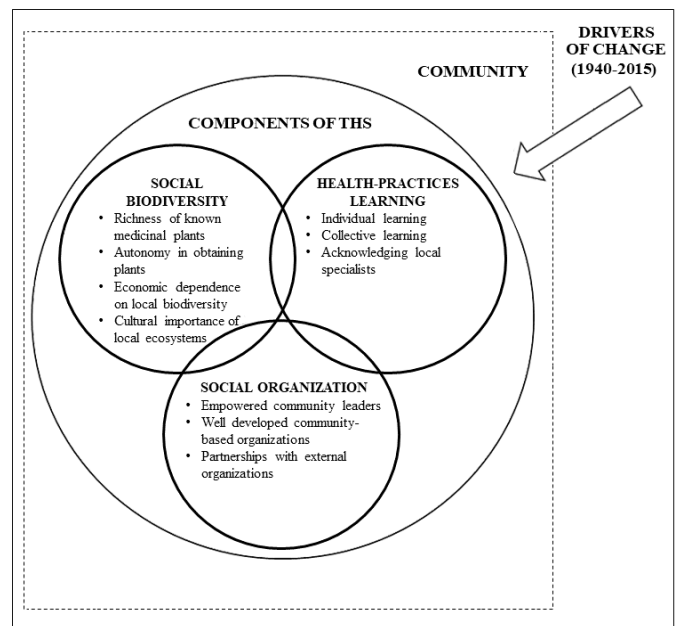 DRIVERS
OF CHANGE
(1940-2015)
COMMUNITY
COMPONENTS OF THS
SOCIAL
BIODIVERSITY
• Richness of known
medicinal plants
• Autonomy in obtaining
plants
• Economic dependence
on local biodiversity
• Cultural importance of
local ecosystems
HEALTH-PRACTICES
LEARNING
• Individual learning
• Collective learning
• Acknowledging local
specialists
SOCIAL ORGANIZATION
• Empowered community leaders
• Well developed community-
based organizations
• Partnerships with external
organizations